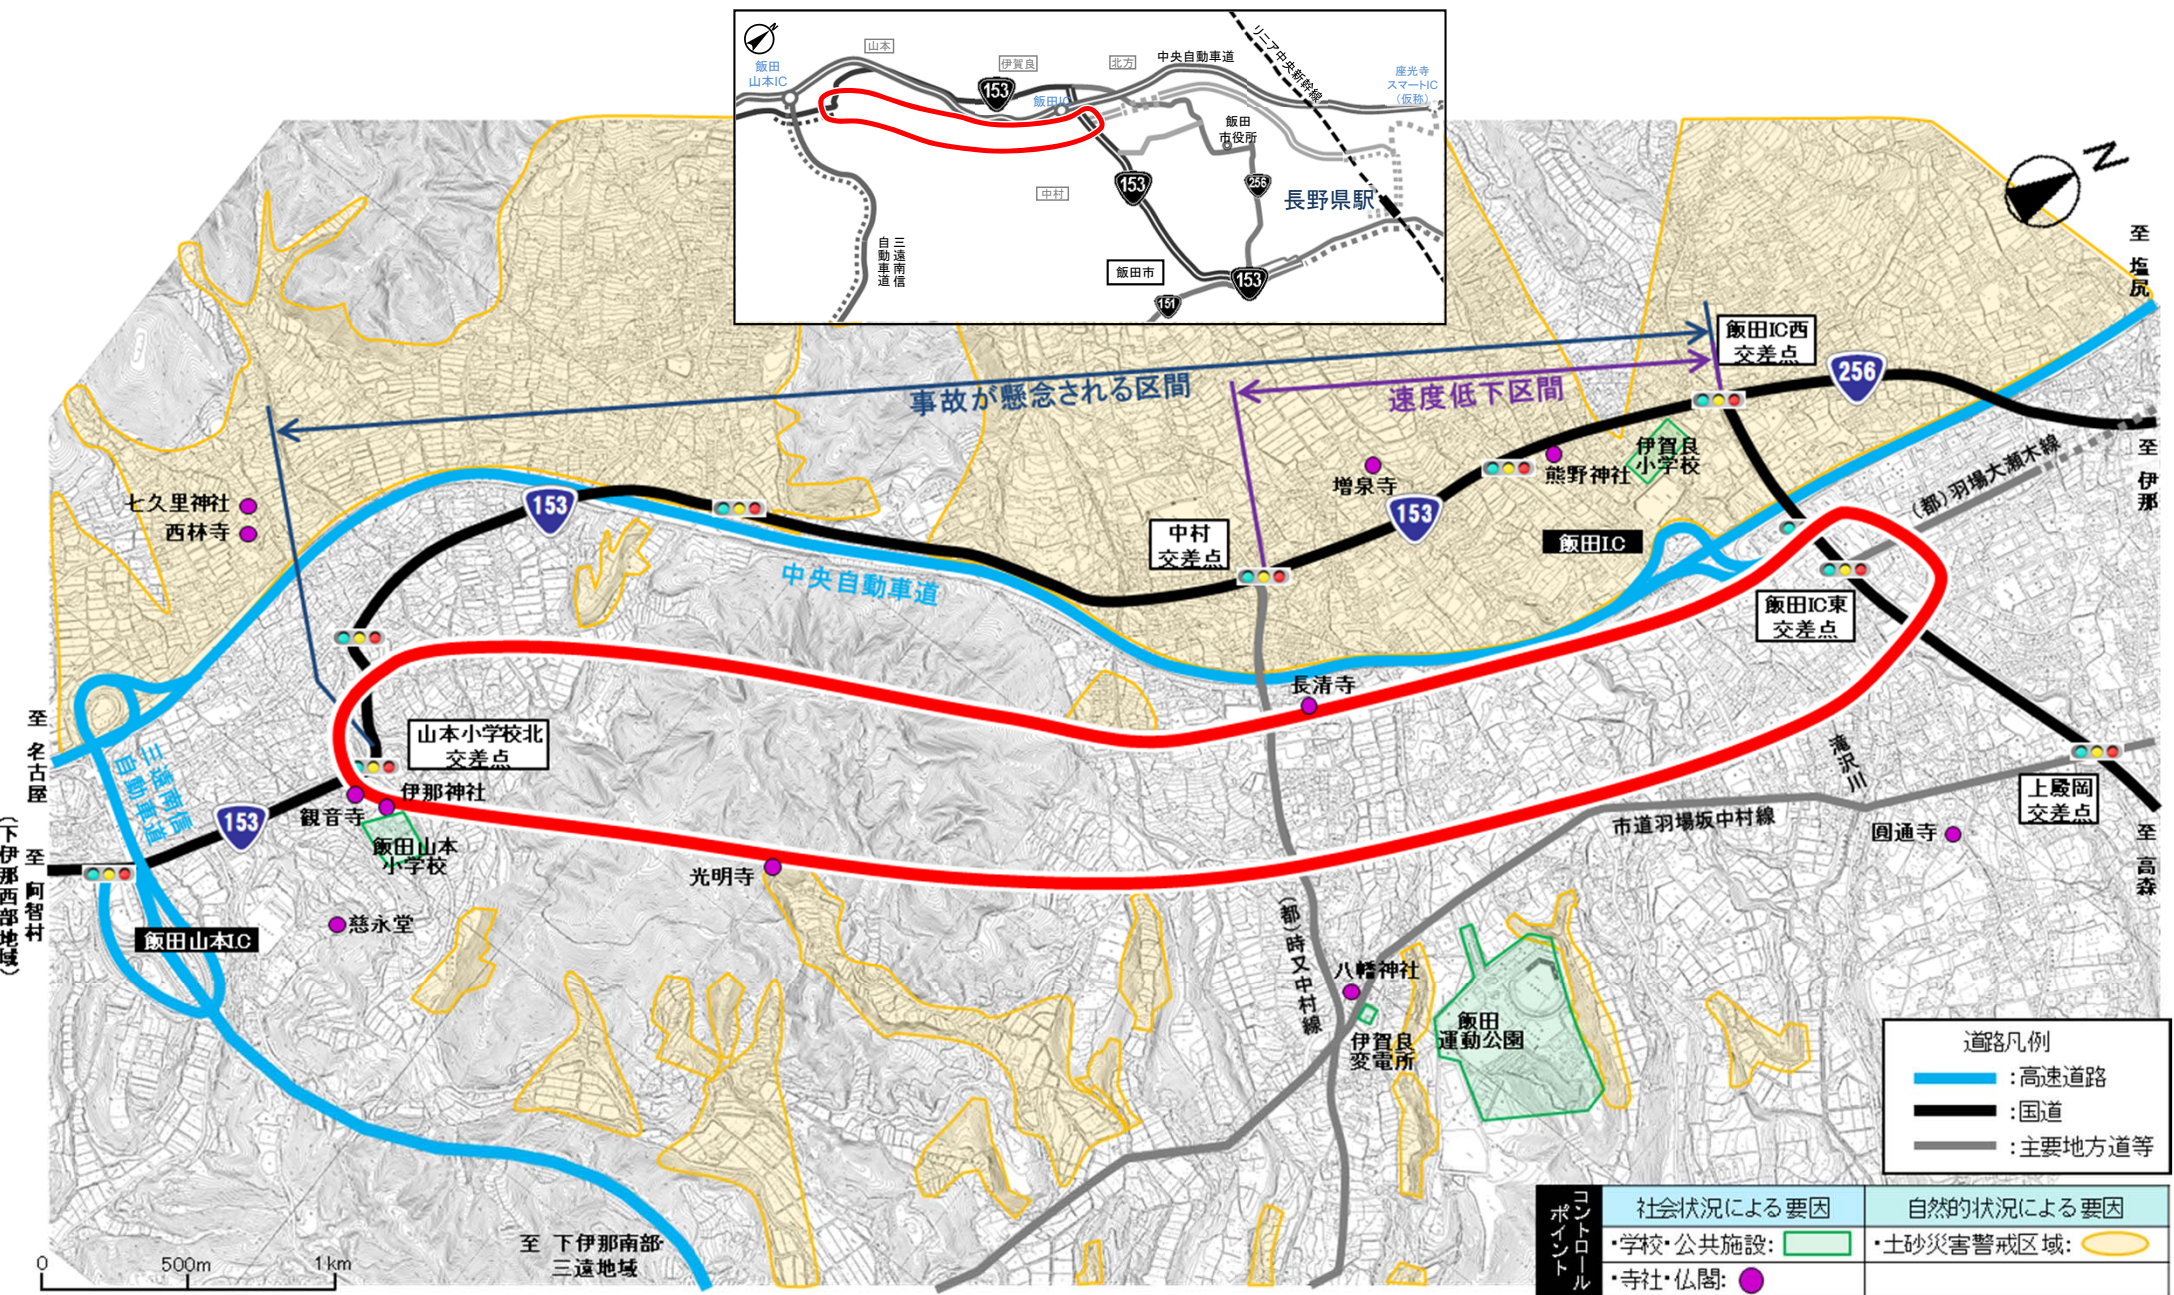 N
飯田
山本IC
山本
伊賀良
北方
中央自動車道
リニア中央新幹線
座光寺
スマートIC
(仮称)
153
飯田IC
飯田
市役所
中村
153
256
長野県駅
三遠南信
自動車道
飯田市
153
151
N
至 塩尻
飯田IC西
交差点
256
事故が懸念される区間
速度低下区間
至 伊那
(都)羽場大瀬木線
伊賀良
小学校
熊野神社
増泉寺
153
153
七久里神社
西林寺
中村
交差点
飯田I.C
中央自動車道
飯田IC東
交差点
長清寺
至 名古屋
三遠南信
自動車道
山本小学校北
交差点
滝沢川
上殿岡
交差点
伊那神社
観音寺
153
市道羽場坂中村線
圓通寺
至 高森
飯田山本
小学校
光明寺
至 阿智村
(下伊那西部地域)
慈永堂
飯田山本I.C
(都)時又中村線
八幡神社
飯田
運動公園
伊賀良
変電所
道路凡例
:高速道路
:国道
:主要地方道等
至 下伊那南部・
三遠地域
0 500m 1km
コントロール
ポイント
社会状況による要因
自然的状況による要因
・学校・公共施設:
・土砂災害警戒区域:
・寺社・仏閣: